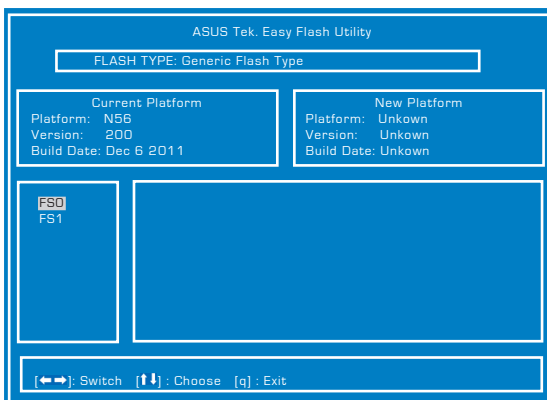 ASUS Tek. Easy Flash Utility
FLASH TYPE: Generic Flash Type
Current Platform
Platform: N56
Version: 200
Build Date: Dec 6 2011
New Platform
Platform: Unkown
Version: Unkown
Build Date: Unkown
FS0
FS1
[⬅➡]: Switch [⬆⬇] : Choose [q] : Exit